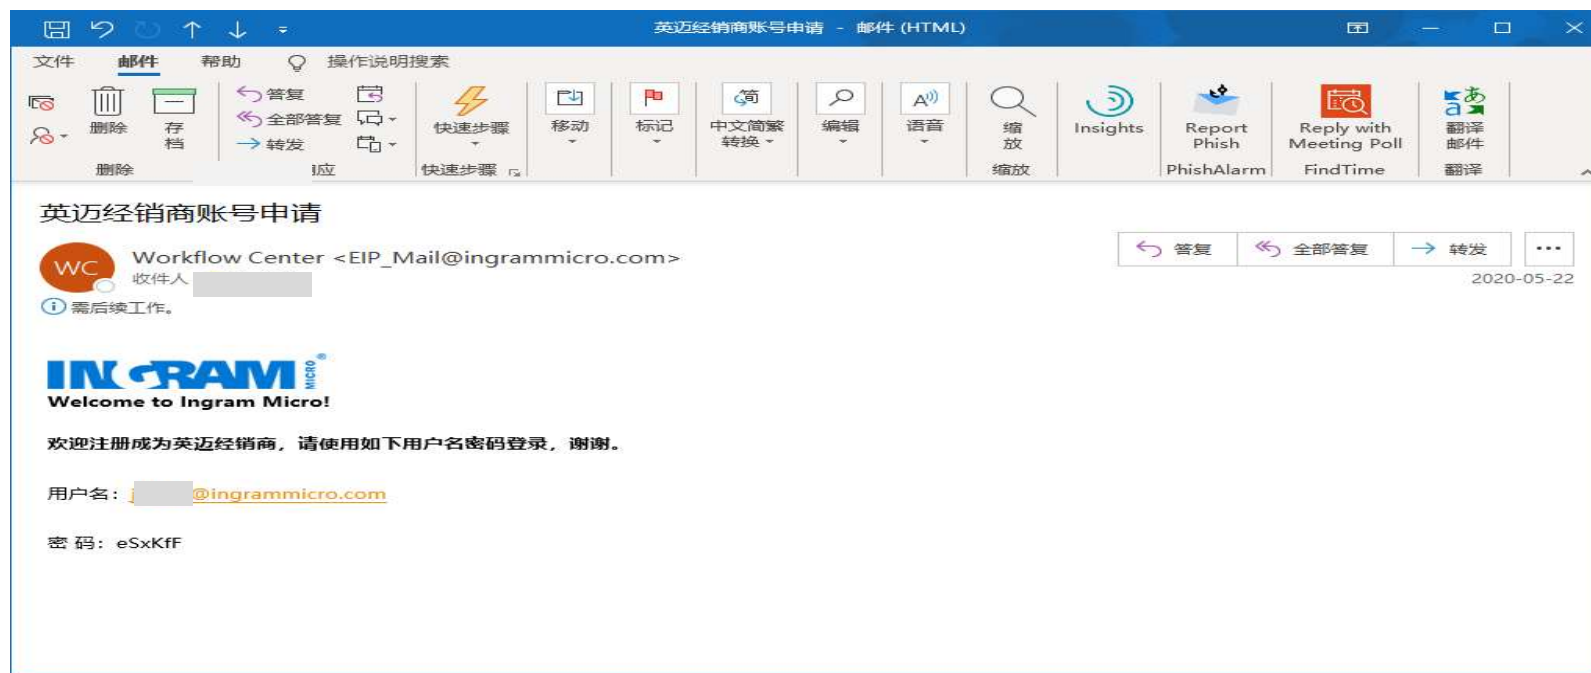 英迈经销商账号申请 - 邮件 (HTML)
文件 邮件 帮助 操作说明搜索
删除
存档
答复
全部答复
转发
快速步骤
移动
标记
中文简繁转换
编辑
语音
缩放
Insights
Report Phish
Reply with Meeting Poll
翻译邮件
删除 应 快速步骤 缩放 PhishAlarm FindTime 翻译
英迈经销商账号申请
WC
Workflow Center <EIP_Mail@ingrammicro.com>
收件人
答复 全部答复 转发 ...
2020-05-22
需后续工作。
INGRAM MICRO®
Welcome to Ingram Micro!
欢迎注册成为英迈经销商，请使用如下用户名密码登录，谢谢。
用户名：j @ingrammicro.com
密 码：eSxKfF